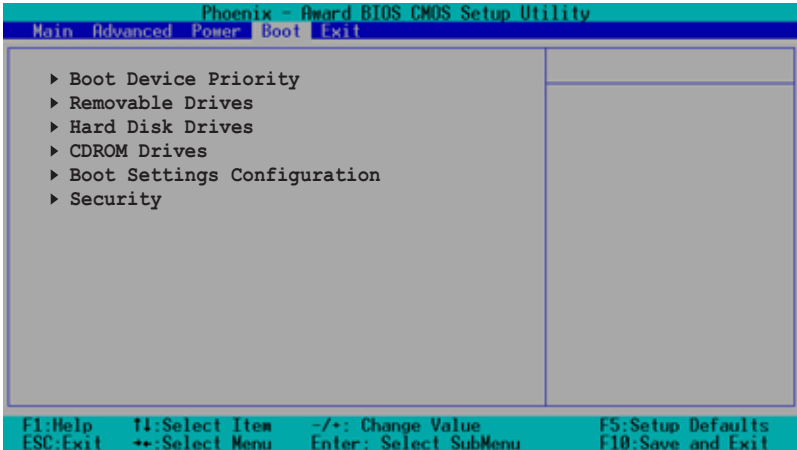 Phoenix - Award BIOS CMOS Setup Utility
Main Advanced Power Boot Exit
Boot Device Priority
Removable Drives
Hard Disk Drives
CDROM Drives
Boot Settings Configuration
Security
F1:Help ↑↓:Select Item -/+: Change Value F5:Setup Defaults
ESC:Exit →←:Select Menu Enter: Select SubMenu F10:Save and Exit